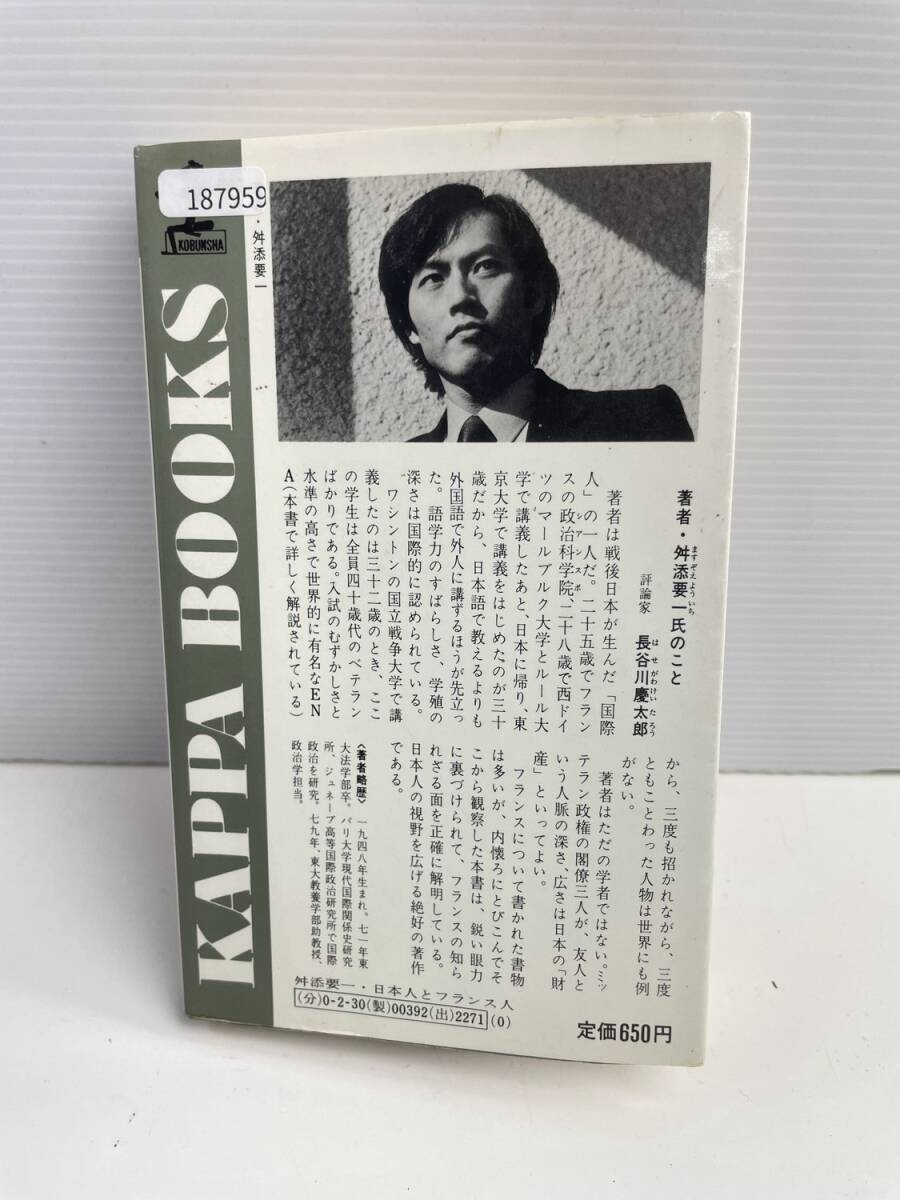 187959
KOBUNSHA
KAPPA BOOKS
・舛添要一
著者・舛添要一氏のこと
ますぞえよういち
評論家 長谷川慶太郎
はせがわけいたろう
著者は戦後日本が生んだ「国際
人」の一人だ。二十五歳でフラン
スの政治科学院、二十八歳で西ドイ
シアンスポ
ツのマールブルク大学とルール大
学で講義したあと、日本に帰り、東
京大学で講義をはじめたのが三十
歳だから、日本語で教えるよりも
外国語で外人に講ずるほうが先立っ
た。語学力のすばらしさ、学殖の
深さは国際的に認められている。
ワシントンの国立戦争大学で講
義したのは三十二歳のとき、ここ
の学生は全員四十歳代のベテラン
ばかりである。入試のむずかしさと
水準の高さで世界的に有名なEN
A(本書で詳しく解説されている)
から、三度も招かれながら、三度
ともことわった人物は世界にも例
がない。
著者はただの学者ではない。ミッ
テラン政権の閣僚三人が、友人と
いう人脈の深さ、広さは日本の「財
産」といってよい。
フランスについて書かれた書物
は多いが、内懐ろにとびこんでそ
こから観察した本書は、鋭い眼力
に裏づけられて、フランスの知ら
れざる面を正確に解明している。
日本人の視野を広げる絶好の著作
である。
〈著者略歴〉 一九四八年生まれ。七一年東
大法学部卒。パリ大学現代国際関係史研究
所、ジュネーブ高等国際政治研究所で国際
政治を研究。七九年、東大教養学部助教授、
政治学担当。
舛添要一・日本人とフランス人
(分)0-2-30(製)00392(出)2271(0)
定価650円